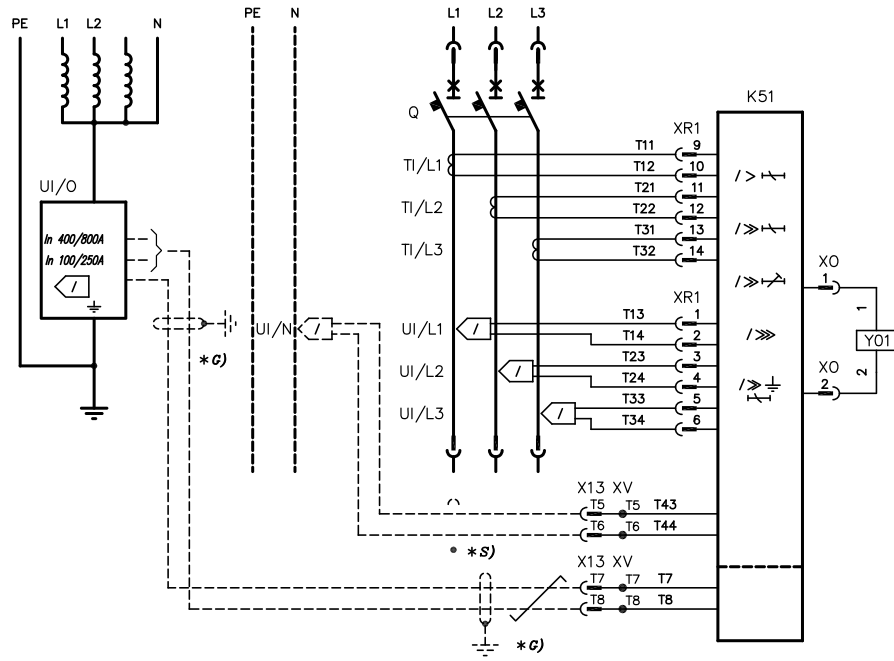 PE L1 L2 N PE N L1 L2 L3
K51
Q
XR1
T11 9
TI/L1 T12 10
T21 11
UI/O TI/L2 T22 12
T31 13
In 400/800A TI/L3 T32 14
In 100/250A
XO
1
/ 1
XR1
T13 1
UI/N / UI/L1 / T14 2
Y01
*G) T23 3
UI/L2 / T24 4
XO
2 2
T33 5
UI/L3 / T34 6
/ >
/ >>
/ >>
/ >>>
/ >>
X13 XV
T5 T5 T43
T6 T6 T44
*S)
X13 XV
T7 T7 T7
T8 T8 T8
*G)